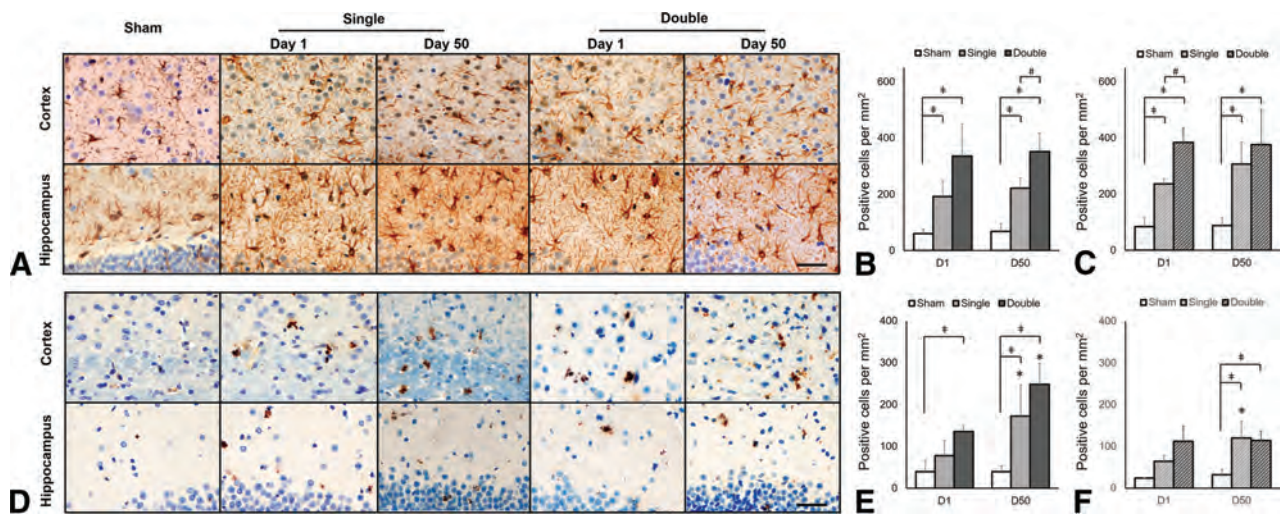 Sham
Single
Double
Day 1
Day 50
Day 1
Day 50
Cortex
Hippocampus
A
Sham Single Double
Positive cells per mm²
600
400
200
0
ǂ
ǂ
ǂ
ǂ
#
D1
D50
B
Sham Single Double
Positive cells per mm²
600
400
200
0
ǂ
ǂ
#
ǂ
ǂ
D1
D50
C
Cortex
Hippocampus
D
Sham Single Double
Positive cells per mm²
400
300
200
100
0
ǂ
ǂ
ǂ
*
*
D1
D50
E
Sham Single Double
Positive cells per mm²
400
300
200
100
0
ǂ
ǂ
*
D1
D50
F